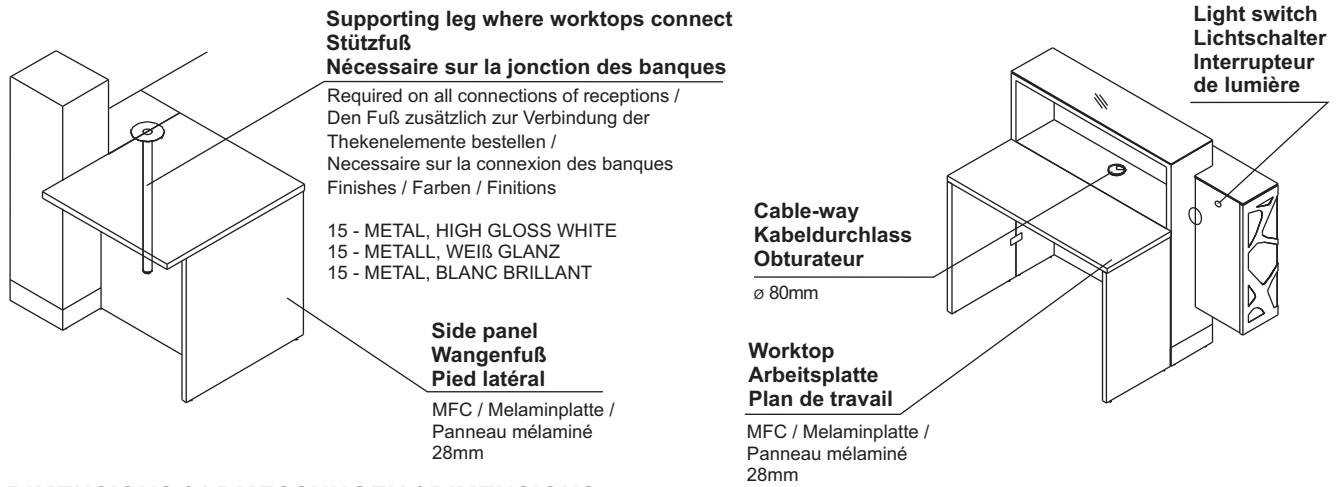 Supporting leg where worktops connect
Stützfuß
Nécessaire sur la jonction des banques
Required on all connections of receptions /
Den Fuß zusätzlich zur Verbindung der
Thekenelemente bestellen /
Necessaire sur la connexion des banques
Finishes / Farben / Finitions
15 - METAL, HIGH GLOSS WHITE
15 - METALL, WEIß GLANZ
15 - METAL, BLANC BRILLANT
Side panel
Wangenfuß
Pied latéral
MFC / Melaminplatte /
Panneau mélaminé
28mm
Light switch
Lichtschalter
Interrupteur
de lumière
Cable-way
Kabeldurchlass
Obturateur
ø 80mm
Worktop
Arbeitsplatte
Plan de travail
MFC / Melaminplatte /
Panneau mélaminé
28mm